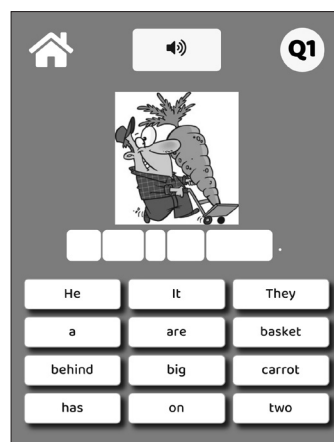 Q1
.
He It They
a are basket
behind big carrot
has on two